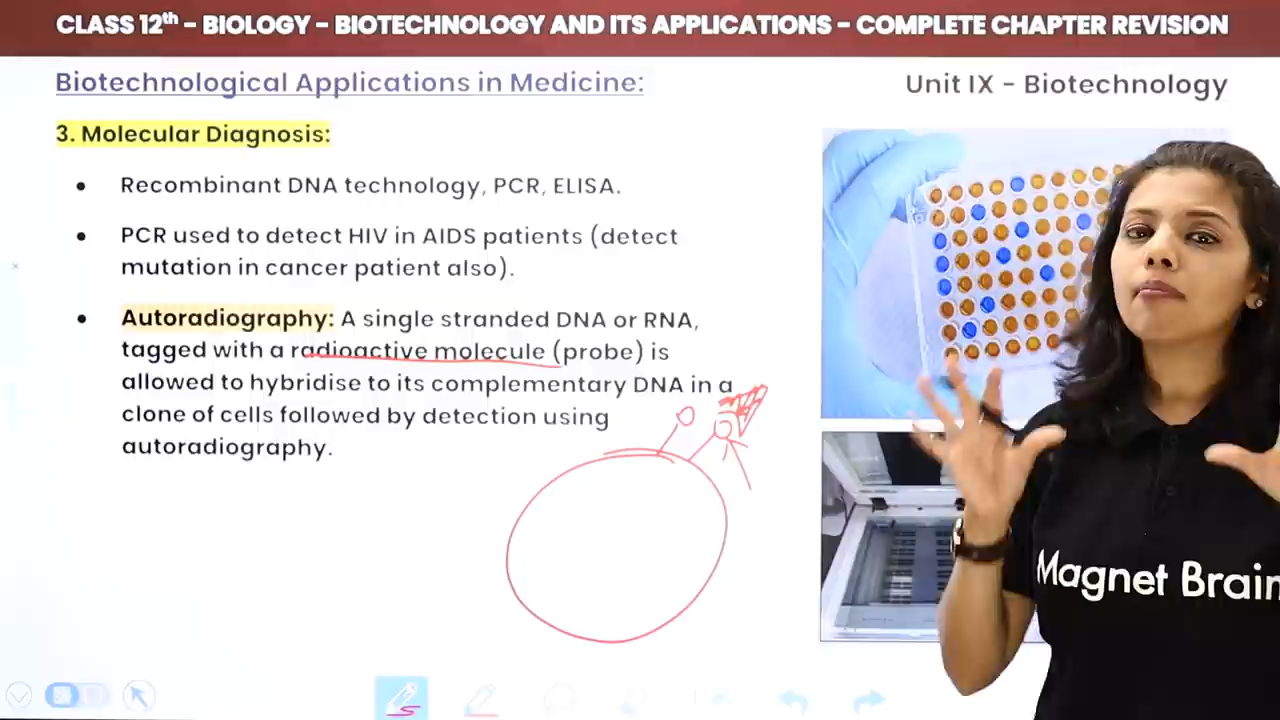 CLASS 12th – BIOLOGY – BIOTECHNOLOGY AND ITS APPLICATIONS – COMPLETE CHAPTER REVISION
Biotechnological Applications in Medicine:
Unit IX – Biotechnology
3. Molecular Diagnosis:
• Recombinant DNA technology, PCR, ELISA.
• PCR used to detect HIV in AIDS patients (detect
mutation in cancer patient also).
• Autoradiography: A single stranded DNA or RNA,
tagged with a radioactive molecule (probe) is
allowed to hybridise to its complementary DNA in a
clone of cells followed by detection using
autoradiography.
Magnet Brain